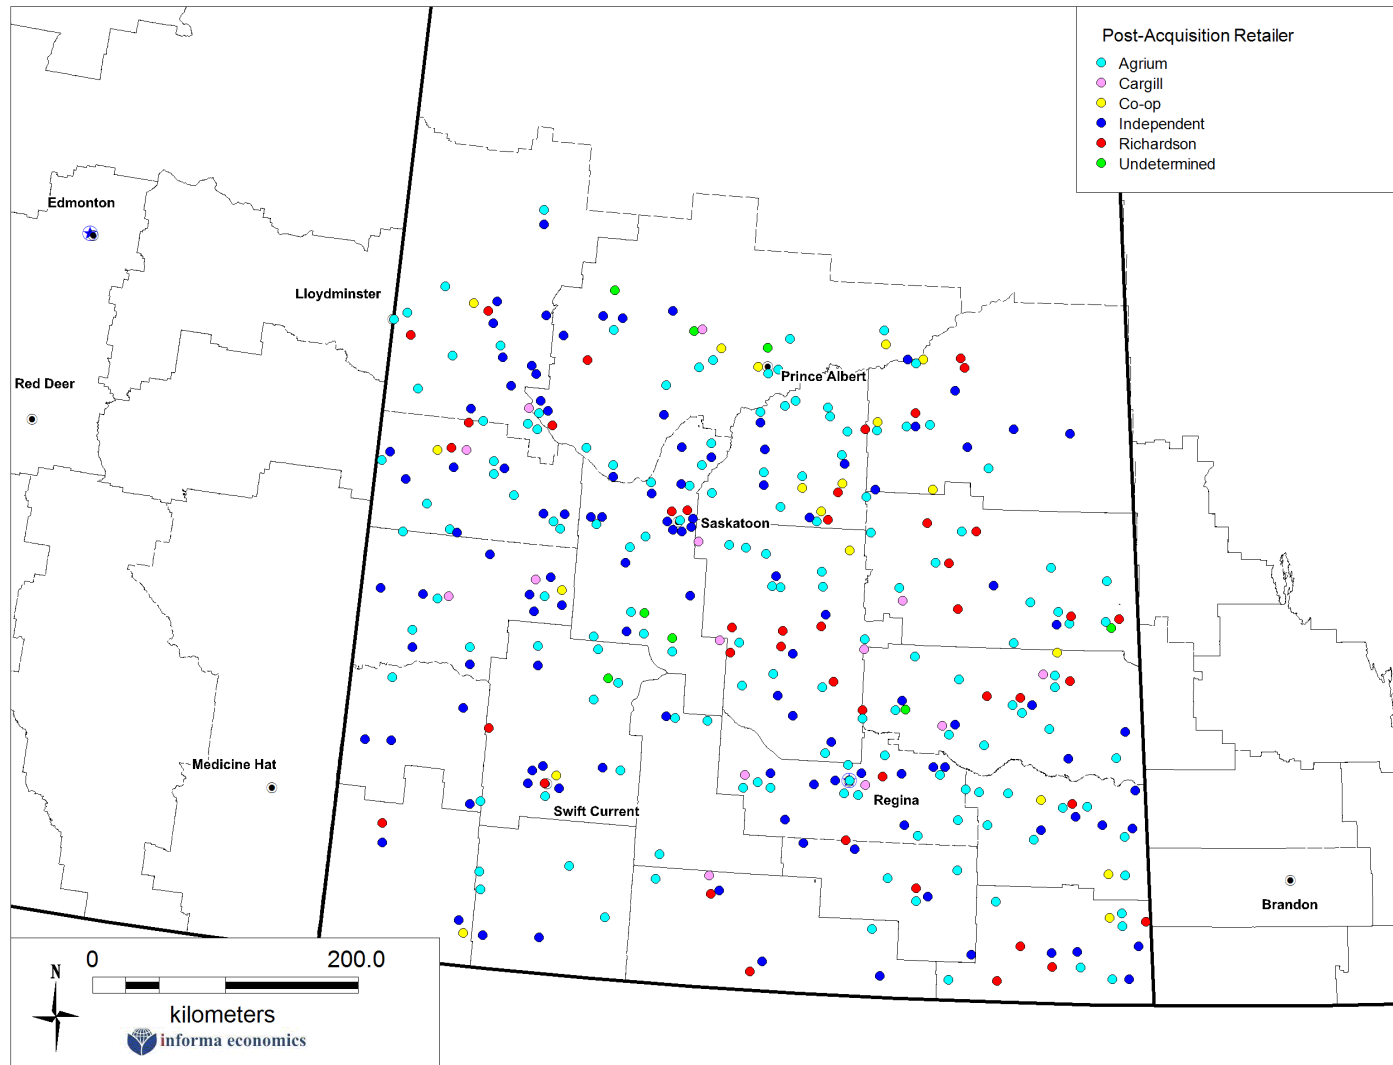 Post-Acquisition Retailer
Agrium
Cargill
Co-op
Independent
Richardson
Undetermined
Edmonton
Lloydminster
Red Deer
Prince Albert
Saskatoon
Medicine Hat
Swift Current
Regina
Brandon
N
0 200.0
kilometers
informa economics